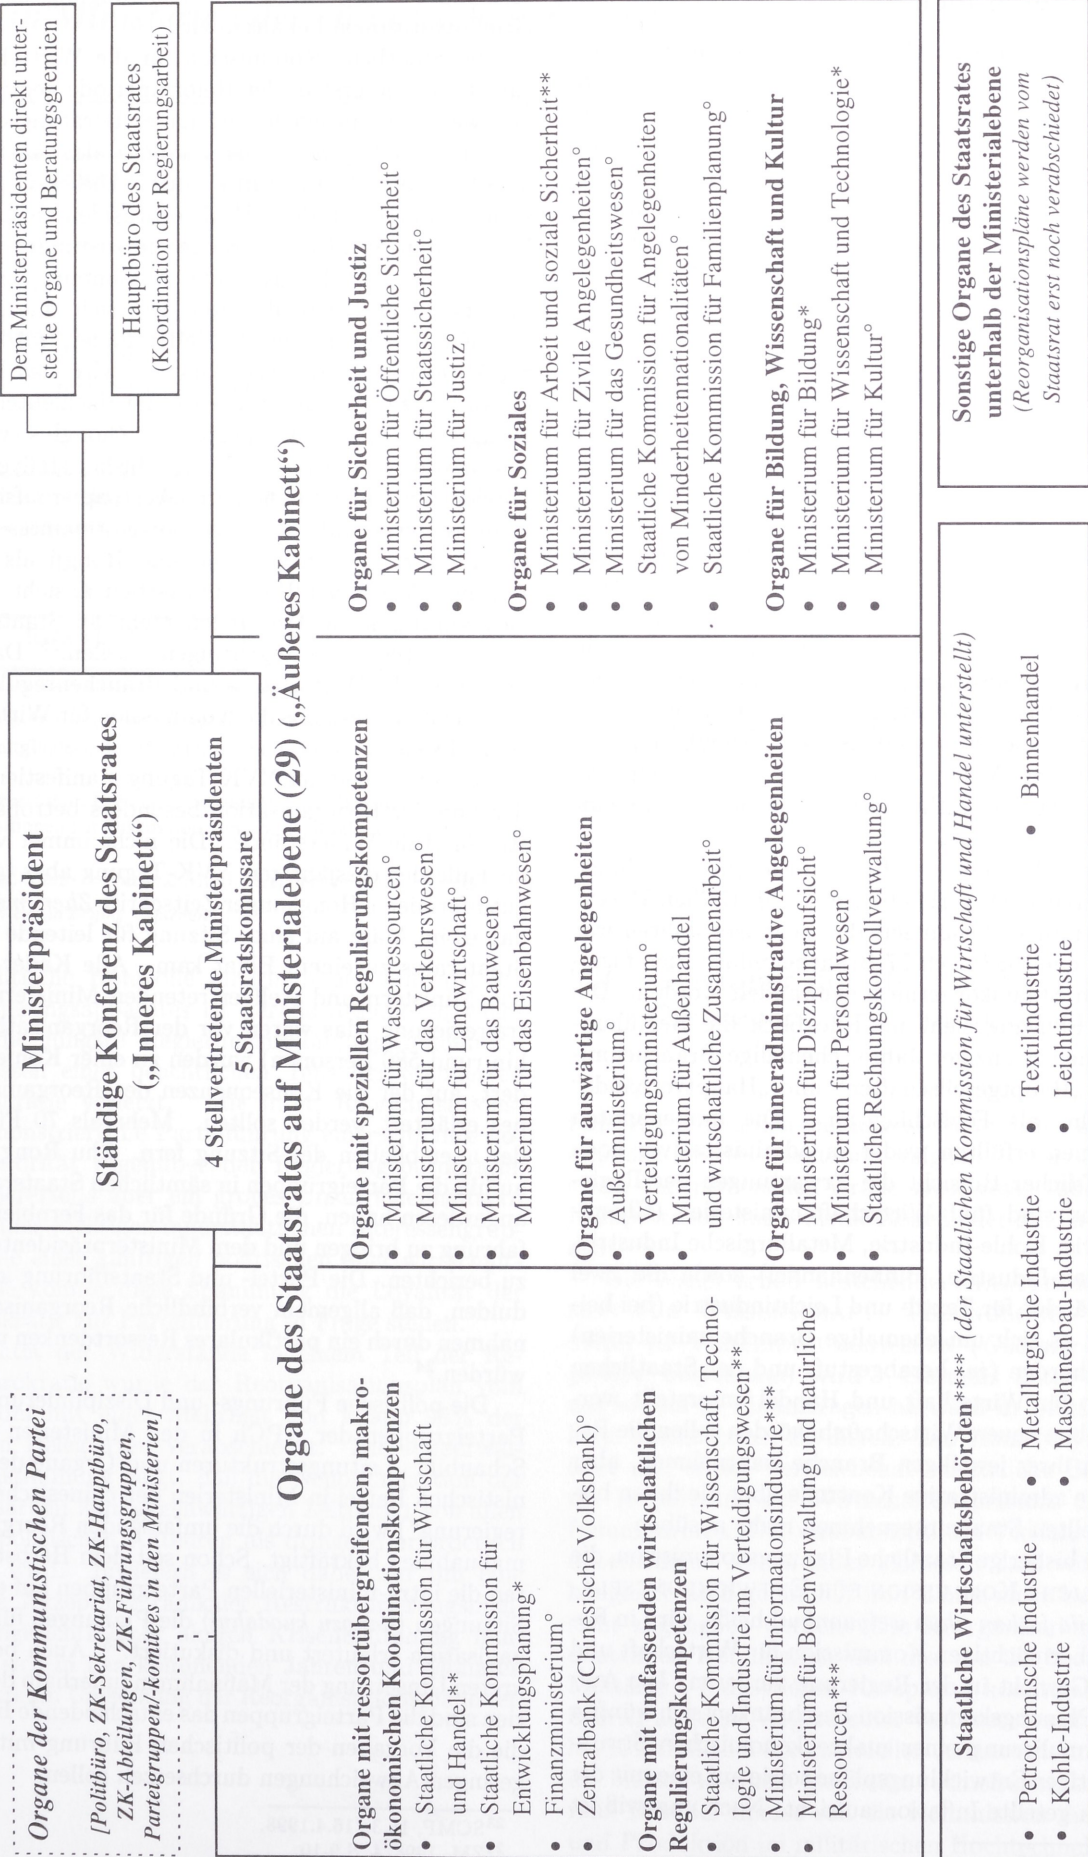 Organe der Kommunistischen Partei
[Politbüro, ZK-Sekretariat, ZK-Hauptbüro,
ZK-Abteilungen, ZK-Führungsgruppen,
Parteigruppen/-komitees in den Ministerien]
Ministerpräsident
Ständige Konferenz des Staatsrates
(„Inneres Kabinett“)
4 Stellvertretende Ministerpräsidenten
5 Staatsratskomissare
Dem Ministerpräsidenten direkt unter-
stellte Organe und Beratungsgremien
Hauptbüro des Staatsrates
(Koordination der Regierungsarbeit)
Organe des Staatsrates auf Ministerialebene (29) („Äußeres Kabinett“)
Organe mit ressortübergreifenden makro-
ökonomischen Koordinationskompetenzen
• Staatliche Kommission für Wirtschaft
und Handel**
• Staatliche Kommission für
Entwicklungsplanung*
• Finanzministerium°
• Zentralbank (Chinesische Volksbank)°
Organe mit umfassenden wirtschaftlichen
Regulierungskompetenzen
• Staatliche Kommission für Wissenschaft, Techno-
logie und Industrie im Verteidigungswesen***
• Ministerium für Informationsindustrie***
• Ministerium für Bodenverwaltung und natürliche
Ressourcen***
Organe mit speziellen Regulierungskompetenzen
• Ministerium für Wasserressourcen°
• Ministerium für das Verkehrswesen°
• Ministerium für Landwirtschaft°
• Ministerium für das Bauwesen°
• Ministerium für das Eisenbahnwesen°
Organe für auswärtige Angelegenheiten
• Außenministerium°
• Verteidigungsministerium°
• Ministerium für Außenhandel
und wirtschaftliche Zusammenarbeit°
Organe für inneradministrative Angelegenheiten
• Ministerium für Disziplinaraufsicht°
• Ministerium für Personalwesen°
• Staatliche Rechnungskontrollverwaltung°
Organe für Sicherheit und Justiz
• Ministerium für Öffentliche Sicherheit°
• Ministerium für Staatssicherheit°
• Ministerium für Justiz°
Organe für Soziales
• Ministerium für Arbeit und soziale Sicherheit**
• Ministerium für Zivile Angelegenheiten°
• Ministerium für das Gesundheitswesen°
• Staatliche Kommission für Angelegenheiten
von Minderheitennationalitäten°
• Staatliche Kommission für Familienplanung°
Organe für Bildung, Wissenschaft und Kultur
• Ministerium für Bildung*
• Ministerium für Wissenschaft und Technologie*
• Ministerium für Kultur°
Staatliche Wirtschaftsbehörden**** (der Staatlichen Kommission für Wirtschaft und Handel unterstellt)
• Petrochemische Industrie • Metallurgische Industrie • Textilindustrie • Binnenhandel
• Kohle-Industrie • Maschinenbau-Industrie • Leichtindustrie
Sonstige Organe des Staatsrates
unterhalb der Ministerialebene
(Reorganisationspläne werden vom
Staatsrat erst noch verabschiedet)